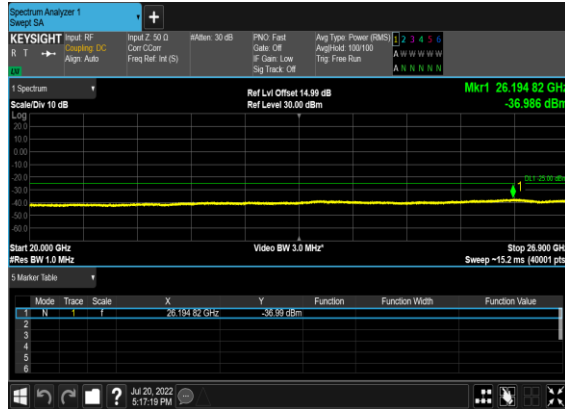 Spectrum Analyzer 1
Swept SA
+
KEYSIGHT Input: RF Input Z: 50 Ω #Atten: 30 dB PNO: Fast Avg Type: Power (RMS) 1 2 3 4 5 6
R T Coupling: DC Corr CCorr Gate: Off Avg|Hold: 100/100 A W W W W W
Align: Auto Freq Ref: Int (S) IF Gain: Low Trig: Free Run
Sig Track: Off A N N N N N
1 Spectrum Ref Lvl Offset 14.99 dB Mkr1 26.194 82 GHz
Scale/Div 10 dB Ref Level 30.00 dBm -36.986 dBm
Log
20.0
10.0
0.00
-10.0
-20.0
DL1 -25.00 dBm
-30.0
1
-40.0
-50.0
-60.0
Start 20.000 GHz Video BW 3.0 MHz* Stop 26.900 GHz
#Res BW 1.0 MHz Sweep ~15.2 ms (40001 pts)
5 Marker Table
Mode Trace Scale X Y Function Function Width Function Value
1 N 1 f 26.194 82 GHz -36.99 dBm
2
3
4
5
6
? Jul 20, 2022
5:17:19 PM